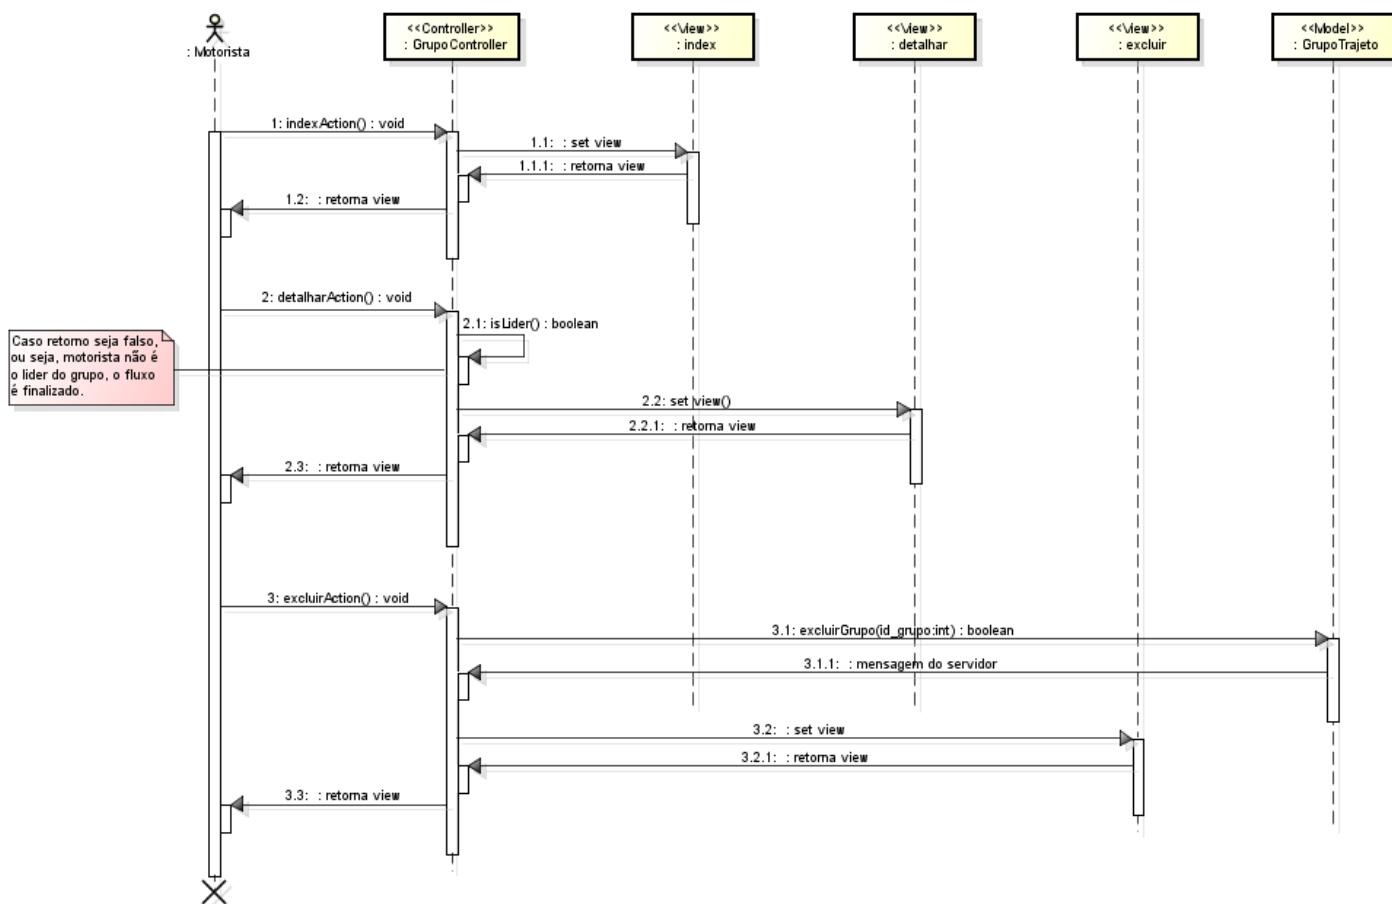 <<Controller>>
: GrupoController
<<View>>
: index
<<View>>
: detalhar
<<View>>
: excluir
<<Model>>
: GrupoTrajeto
: Motorista
1: indexAction() : void
1.1: : set view
1.1.1: : retorna view
1.2: : retorna view
2: detalharAction() : void
2.1: isLider() : boolean
Caso retorno seja falso,
ou seja, motorista não é
o lider do grupo, o fluxo
é finalizado.
2.2: set view()
2.2.1: : retorna view
2.3: : retorna view
3: excluirAction() : void
3.1: excluirGrupo(id_grupo:int) : boolean
3.1.1: : mensagem do servidor
3.2: : set view
3.2.1: : retorna view
3.3: : retorna view